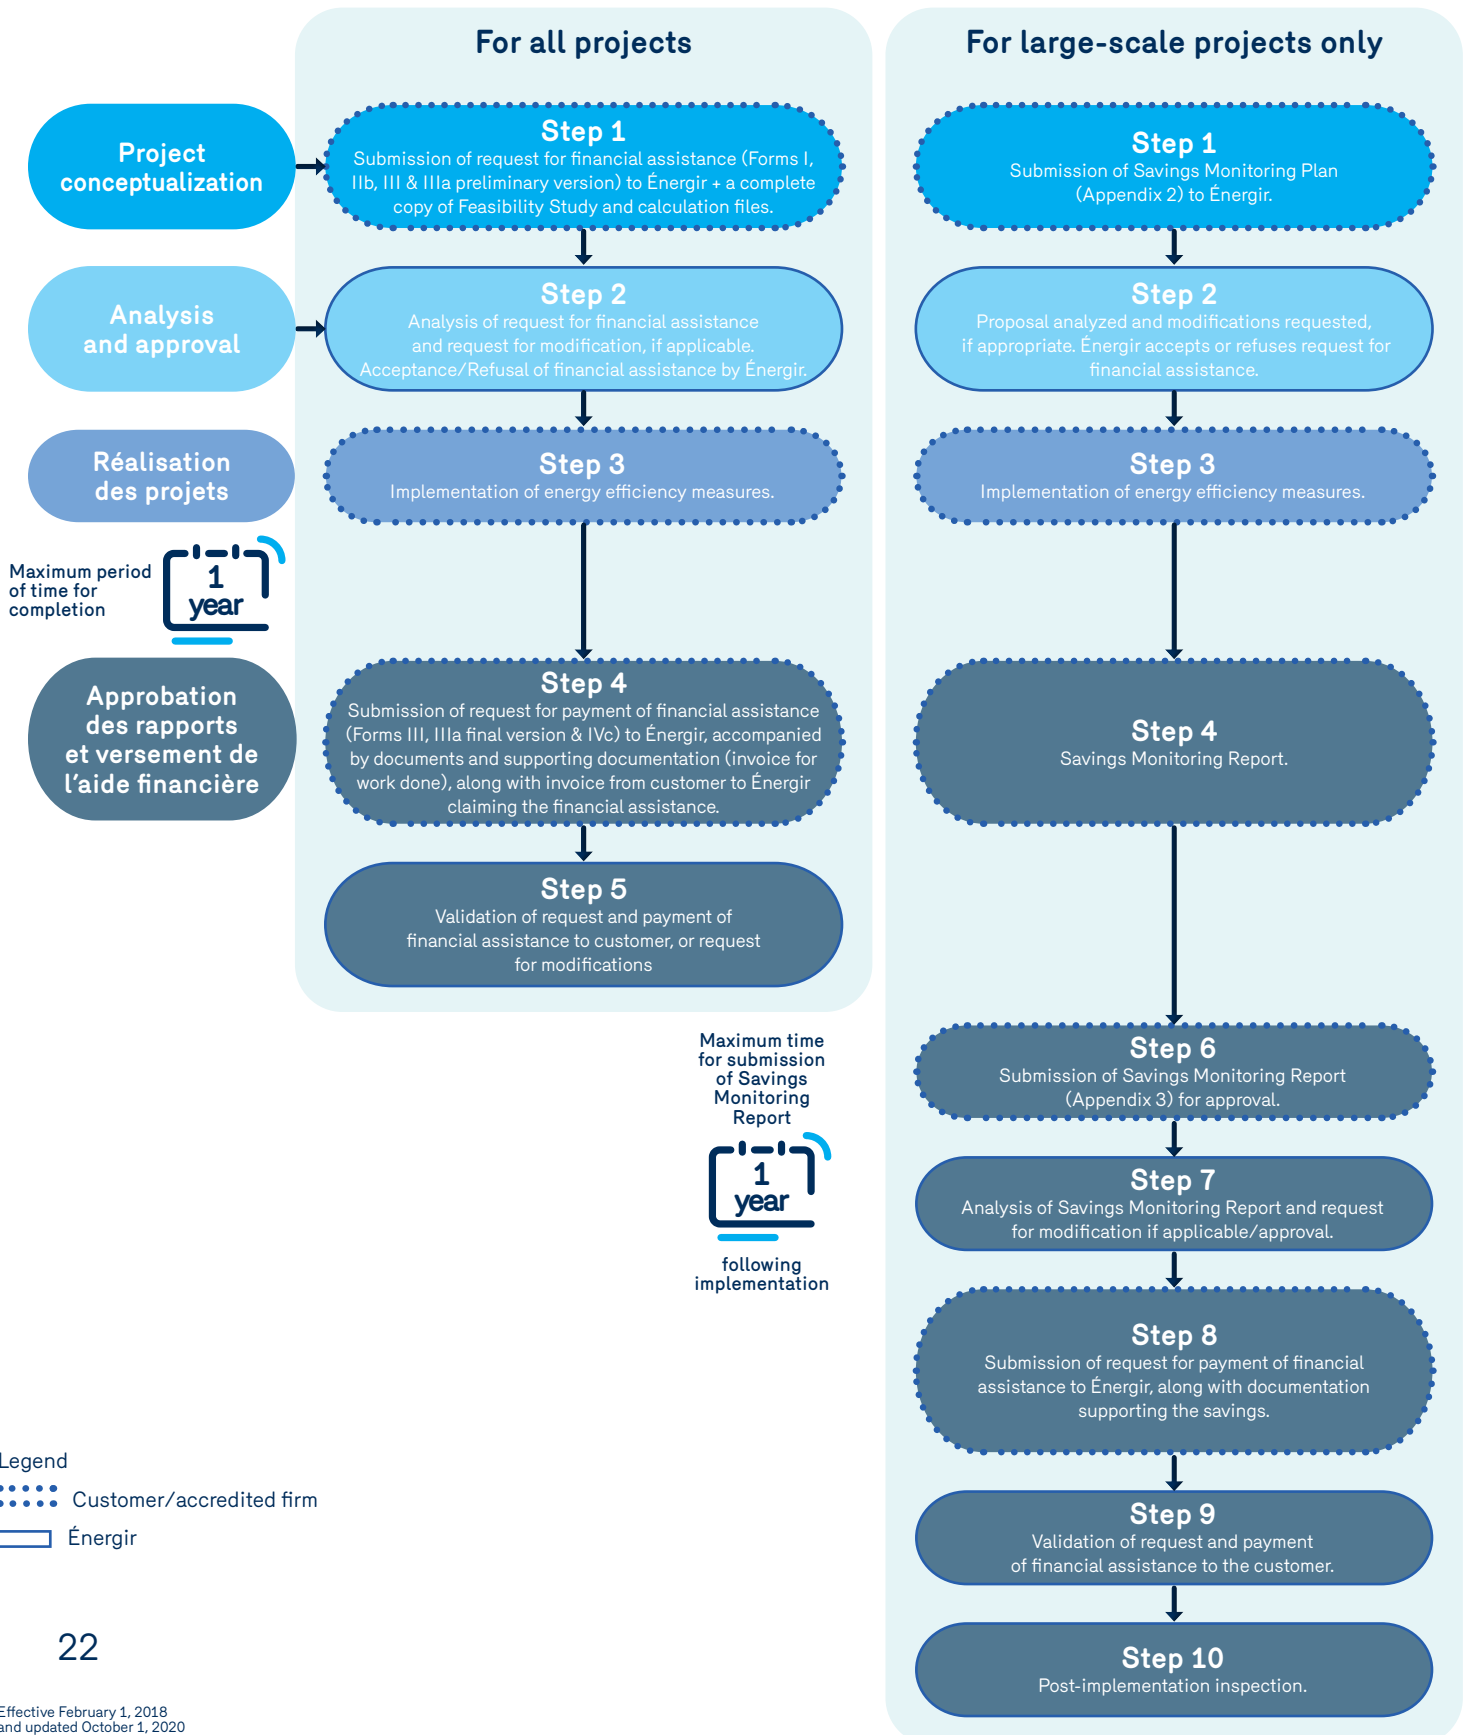 For all projects
For large-scale projects only
Project
conceptualization
Step 1
Submission of request for financial assistance (Forms I,
IIb, III & IIIa preliminary version) to Énergir + a complete
copy of Feasibility Study and calculation files.
Step 1
Submission of Savings Monitoring Plan
(Appendix 2) to Énergir.
Analysis
and approval
Step 2
Analysis of request for financial assistance
and request for modification, if applicable.
Acceptance/Refusal of financial assistance by Énergir.
Step 2
Proposal analyzed and modifications requested,
if appropriate. Énergir accepts or refuses request for
financial assistance.
Réalisation
des projets
Step 3
Implementation of energy efficiency measures.
Step 3
Implementation of energy efficiency measures.
Maximum period
of time for
completion
1
year
Approbation
des rapports
et versement de
l'aide financière
Step 4
Submission of request for payment of financial assistance
(Forms III, IIIa final version & IVc) to Énergir, accompanied
by documents and supporting documentation (invoice for
work done), along with invoice from customer to Énergir
claiming the financial assistance.
Step 4
Savings Monitoring Report.
Step 5
Validation of request and payment of
financial assistance to customer, or request
for modifications
Maximum time
for submission
of Savings
Monitoring
Report
1
year
following
implementation
Step 6
Submission of Savings Monitoring Report
(Appendix 3) for approval.
Step 7
Analysis of Savings Monitoring Report and request
for modification if applicable/approval.
Step 8
Submission of request for payment of financial
assistance to Énergir, along with documentation
supporting the savings.
Step 9
Validation of request and payment
of financial assistance to the customer.
Step 10
Post-implementation inspection.
Legend
Customer/accredited firm
Énergir
22
Effective February 1, 2018
and updated October 1, 2020